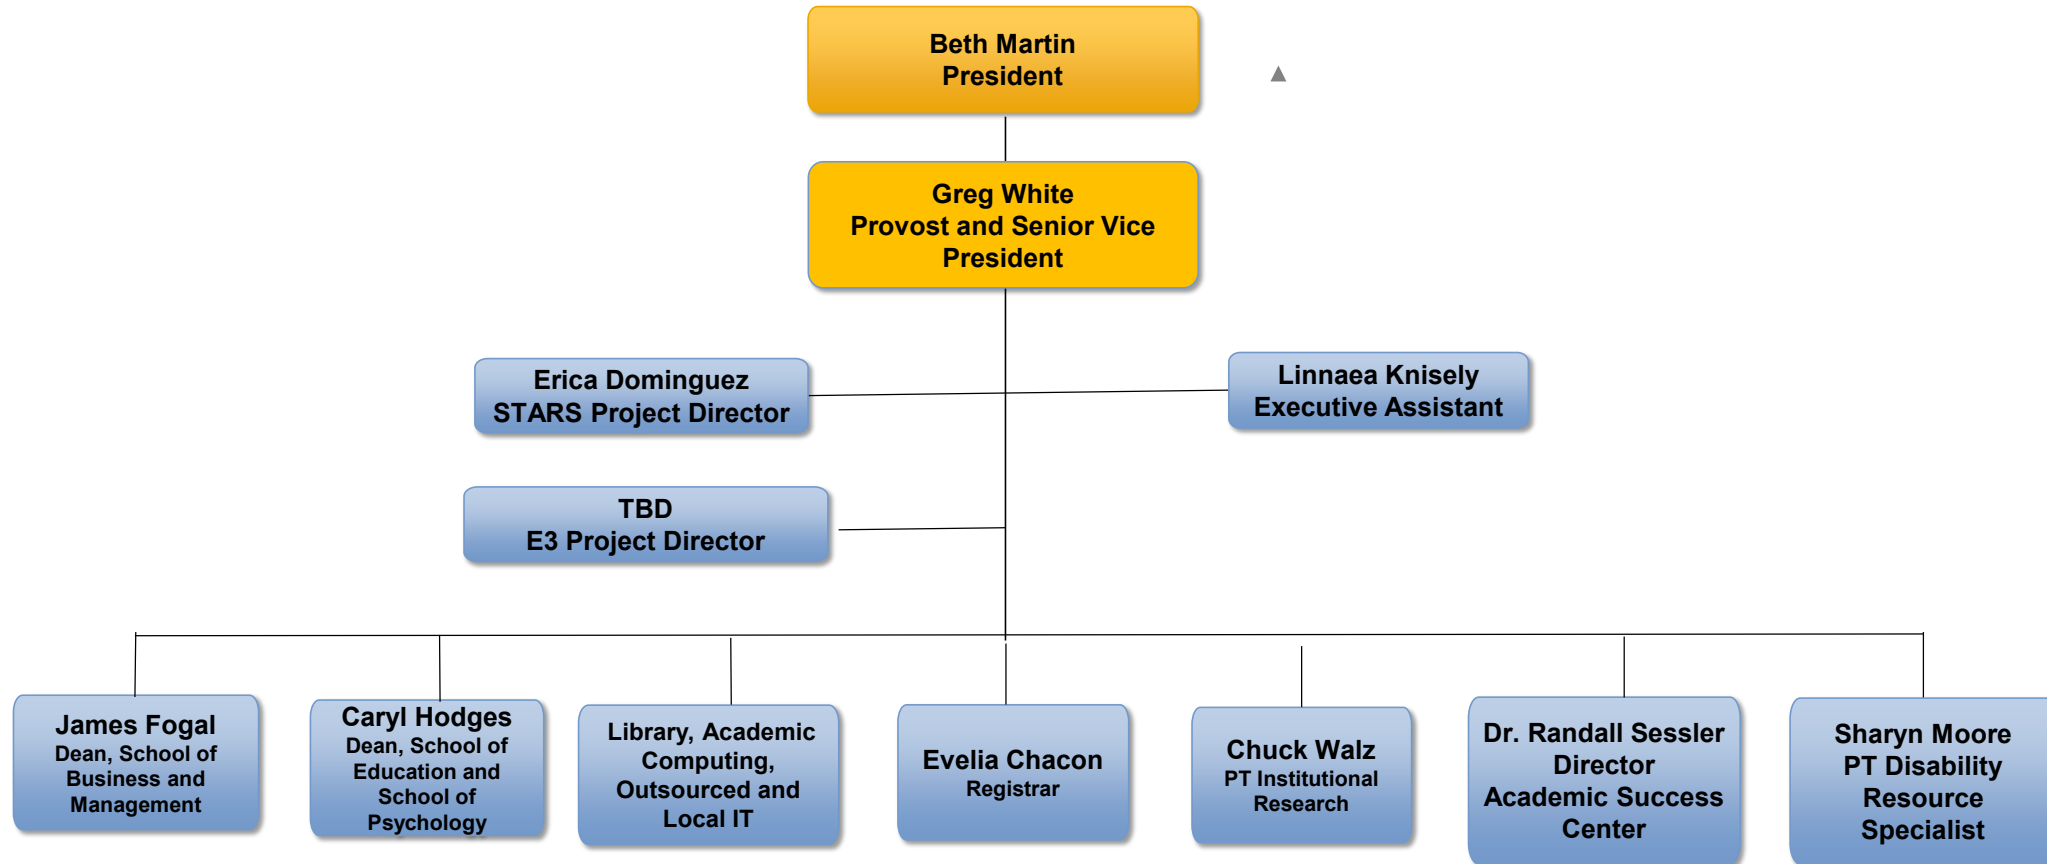 Beth Martin
President
Greg White
Provost and Senior Vice
President
Erica Dominguez
STARS Project Director
Linnaea Knisely
Executive Assistant
TBD
E3 Project Director
James Fogal
Dean, School of
Business and
Management
Caryl Hodges
Dean, School of
Education and
School of
Psychology
Library, Academic
Computing,
Outsourced and
Local IT
Evelia Chacon
Registrar
Chuck Walz
PT Institutional
Research
Dr. Randall Sessler
Director
Academic Success
Center
Sharyn Moore
PT Disability
Resource
Specialist